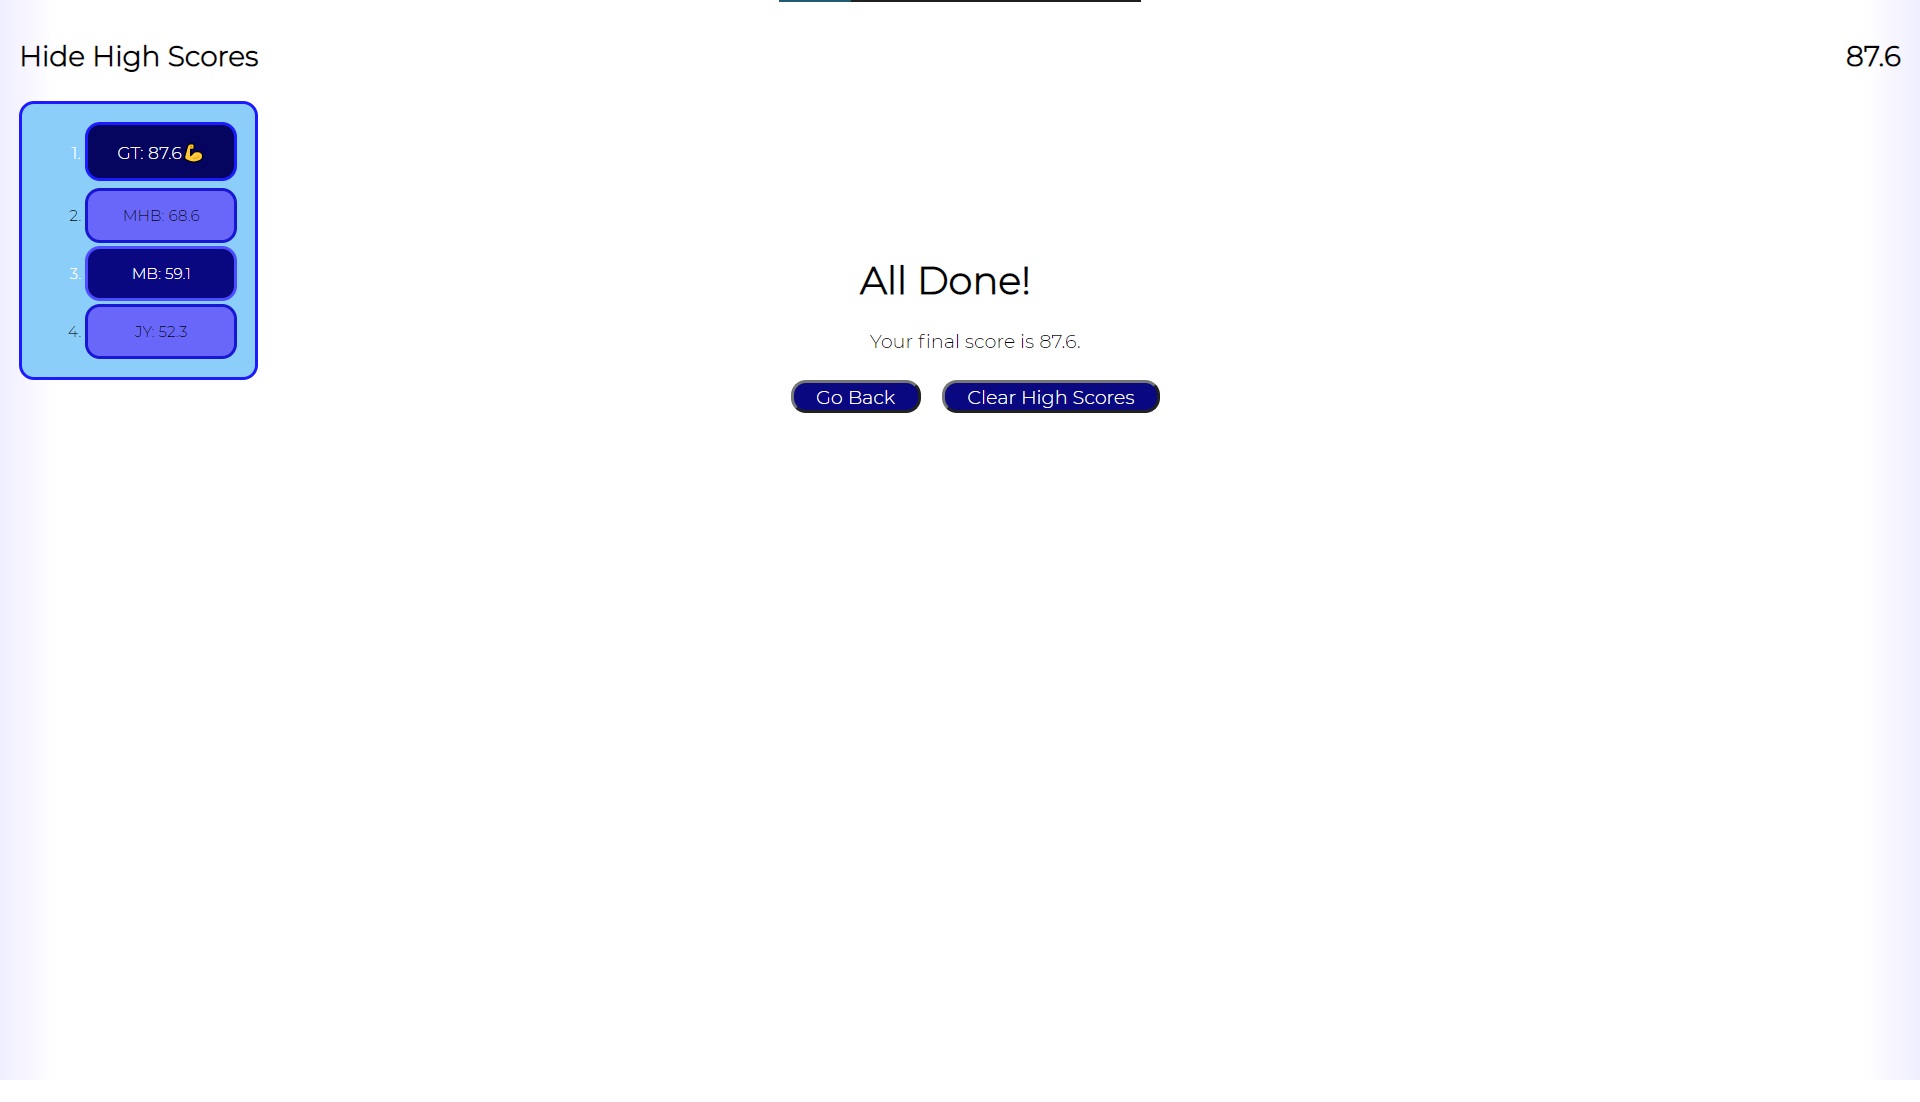 Hide High Scores
87.6
1. GT: 87.6💪
2. MHB: 68.6
3. MB: 59.1
4. JY: 52.3
All Done!
Your final score is 87.6.
Go Back
Clear High Scores